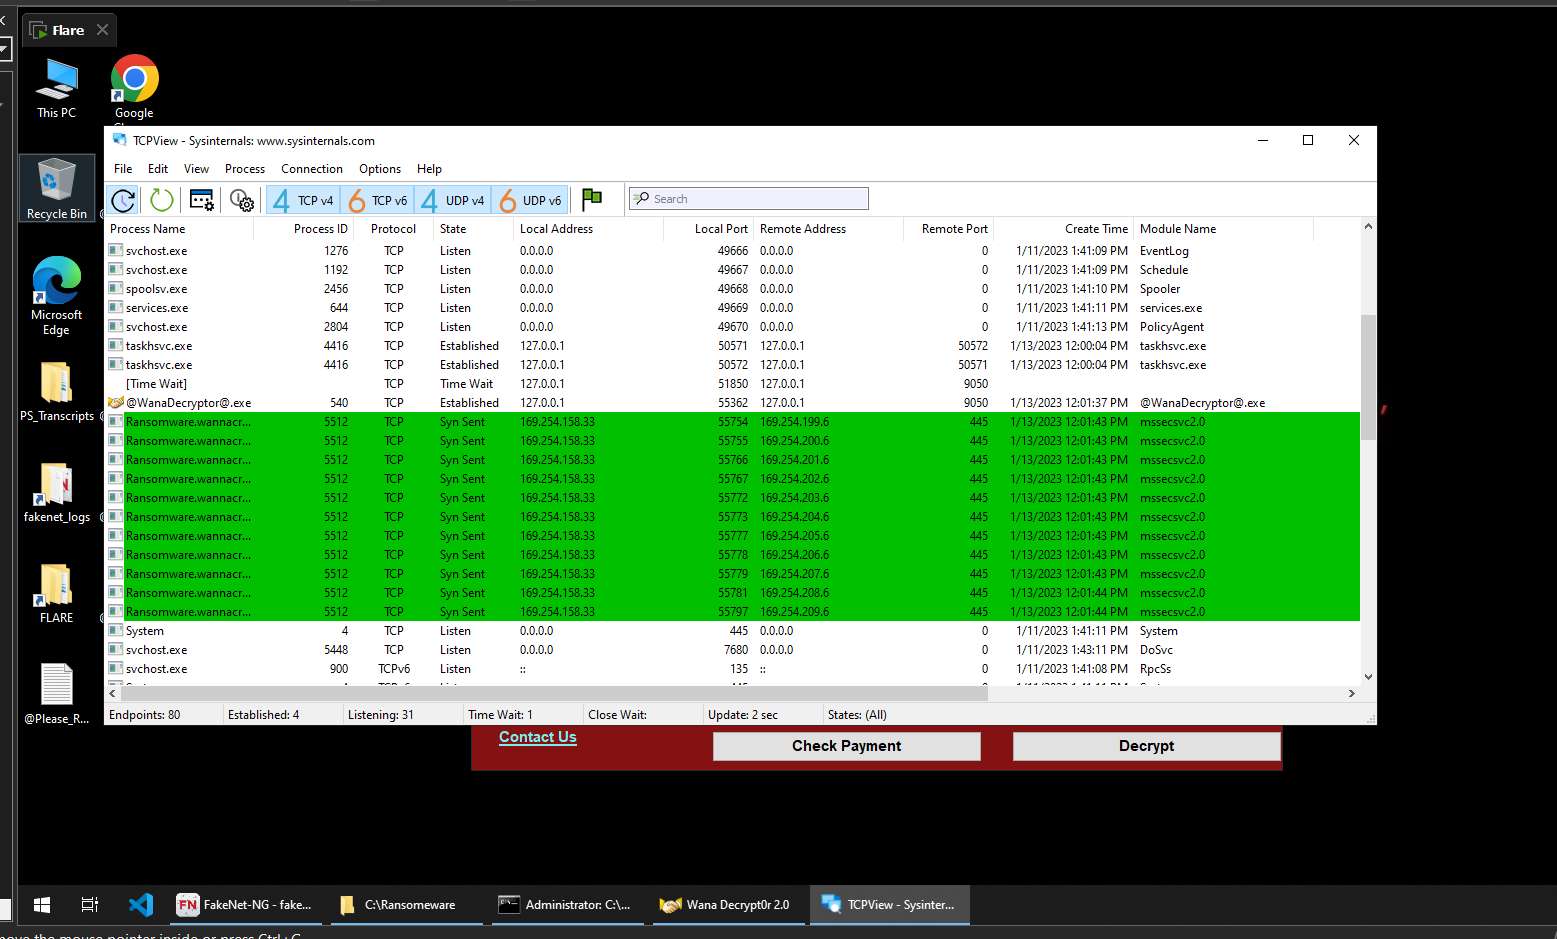 Flare
This PC
Google
Recycle Bin
Microsoft
Edge
PS_Transcripts
fakenet_logs
FLARE
@Please_R...
TCPView - Sysinternals: www.sysinternals.com
File Edit View Process Connection Options Help
4 TCP v4 6 TCP v6 4 UDP v4 6 UDP v6 Search
Process Name Process ID Protocol State Local Address Local Port Remote Address Remote Port Create Time Module Name
svchost.exe 1276 TCP Listen 0.0.0.0 49666 0.0.0.0 0 1/11/2023 1:41:09 PM EventLog
svchost.exe 1192 TCP Listen 0.0.0.0 49667 0.0.0.0 0 1/11/2023 1:41:09 PM Schedule
spoolsv.exe 2456 TCP Listen 0.0.0.0 49668 0.0.0.0 0 1/11/2023 1:41:10 PM Spooler
services.exe 644 TCP Listen 0.0.0.0 49669 0.0.0.0 0 1/11/2023 1:41:11 PM services.exe
svchost.exe 2804 TCP Listen 0.0.0.0 49670 0.0.0.0 0 1/11/2023 1:41:13 PM PolicyAgent
taskhsvc.exe 4416 TCP Established 127.0.0.1 50571 127.0.0.1 50572 1/13/2023 12:00:04 PM taskhsvc.exe
taskhsvc.exe 4416 TCP Established 127.0.0.1 50572 127.0.0.1 50571 1/13/2023 12:00:04 PM taskhsvc.exe
[Time Wait] TCP Time Wait 127.0.0.1 51850 127.0.0.1 9050
@WanaDecryptor@.exe 540 TCP Established 127.0.0.1 55362 127.0.0.1 9050 1/13/2023 12:01:37 PM @WanaDecryptor@.exe
Ransomware.wannacr... 5512 TCP Syn Sent 169.254.158.33 55754 169.254.199.6 445 1/13/2023 12:01:43 PM mssecsvc2.0
Ransomware.wannacr... 5512 TCP Syn Sent 169.254.158.33 55755 169.254.200.6 445 1/13/2023 12:01:43 PM mssecsvc2.0
Ransomware.wannacr... 5512 TCP Syn Sent 169.254.158.33 55766 169.254.201.6 445 1/13/2023 12:01:43 PM mssecsvc2.0
Ransomware.wannacr... 5512 TCP Syn Sent 169.254.158.33 55767 169.254.202.6 445 1/13/2023 12:01:43 PM mssecsvc2.0
Ransomware.wannacr... 5512 TCP Syn Sent 169.254.158.33 55772 169.254.203.6 445 1/13/2023 12:01:43 PM mssecsvc2.0
Ransomware.wannacr... 5512 TCP Syn Sent 169.254.158.33 55773 169.254.204.6 445 1/13/2023 12:01:43 PM mssecsvc2.0
Ransomware.wannacr... 5512 TCP Syn Sent 169.254.158.33 55777 169.254.205.6 445 1/13/2023 12:01:43 PM mssecsvc2.0
Ransomware.wannacr... 5512 TCP Syn Sent 169.254.158.33 55778 169.254.206.6 445 1/13/2023 12:01:43 PM mssecsvc2.0
Ransomware.wannacr... 5512 TCP Syn Sent 169.254.158.33 55779 169.254.207.6 445 1/13/2023 12:01:43 PM mssecsvc2.0
Ransomware.wannacr... 5512 TCP Syn Sent 169.254.158.33 55781 169.254.208.6 445 1/13/2023 12:01:44 PM mssecsvc2.0
Ransomware.wannacr... 5512 TCP Syn Sent 169.254.158.33 55797 169.254.209.6 445 1/13/2023 12:01:44 PM mssecsvc2.0
System 4 TCP Listen 0.0.0.0 445 0.0.0.0 0 1/11/2023 1:41:11 PM System
svchost.exe 5448 TCP Listen 0.0.0.0 7680 0.0.0.0 0 1/11/2023 1:43:11 PM DoSvc
svchost.exe 900 TCPv6 Listen :: 135 :: 0 1/11/2023 1:41:08 PM RpcSs
Endpoints: 80 Established: 4 Listening: 31 Time Wait: 1 Close Wait: Update: 2 sec States: (All)
Contact Us Check Payment Decrypt
FN FakeNet-NG - fake... C:\Ransomeware Administrator: C:\... Wana Decrypt0r 2.0 TCPView - Sysinter...